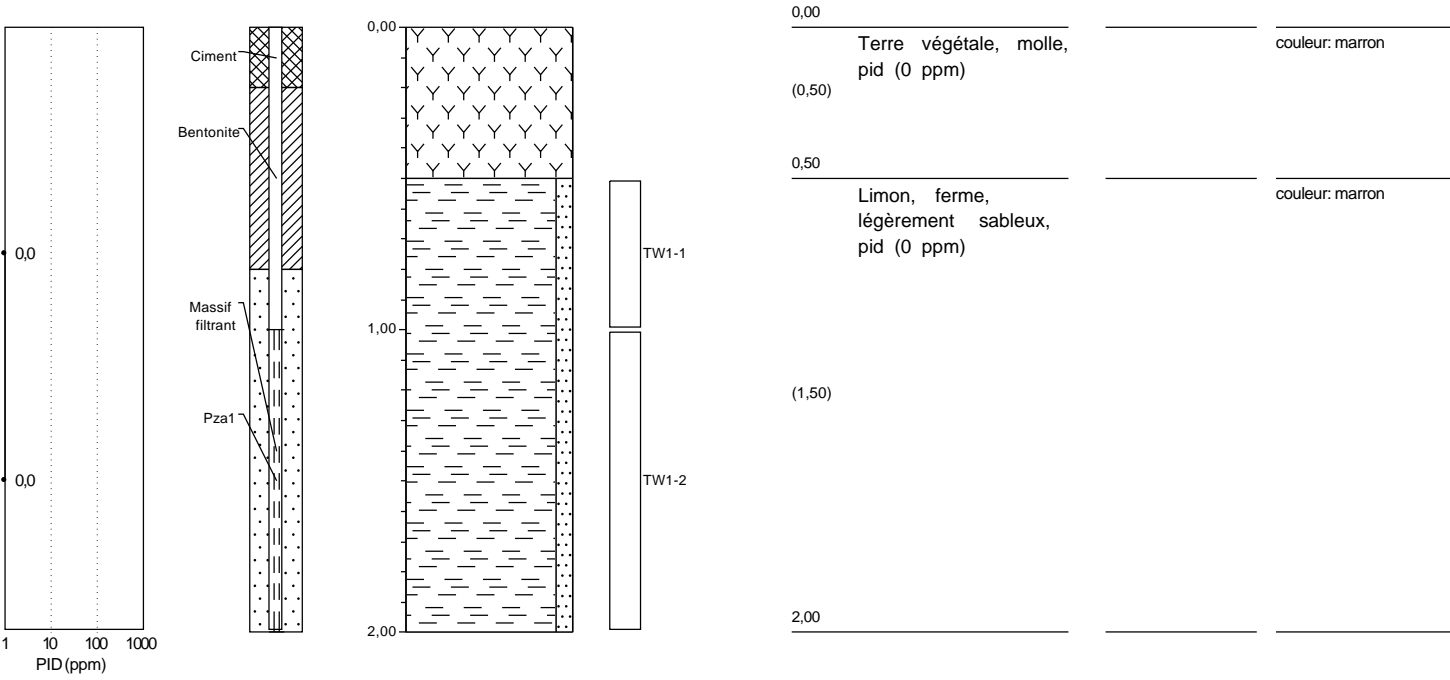 0,0
0,0
1 10 100 1000
PID (ppm)
Ciment
Bentonite
Massif
filtrant
Pza1
0,00
1,00
2,00
TW1-1
TW1-2
0,00
Terre végétale, molle,
pid (0 ppm)
couleur: marron
(0,50)
0,50
Limon, ferme,
légèrement sableux,
pid (0 ppm)
couleur: marron
(1,50)
2,00